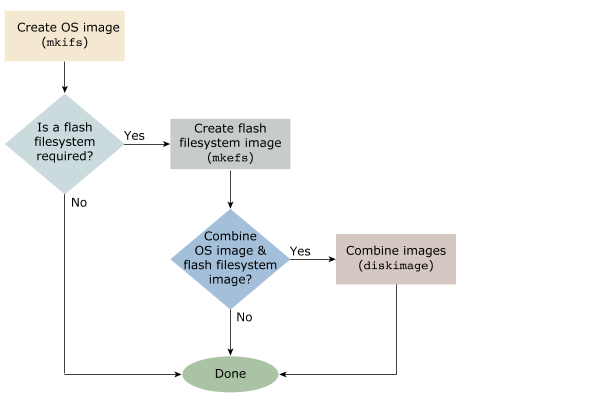 Create OS image
(mkifs)
Is a flash
filesystem
required?
Yes
Create flash
filesystem image
(mkefs)
No
Combine
OS image &
flash filesystem
image?
Yes
Combine images
(diskimage)
No
Done